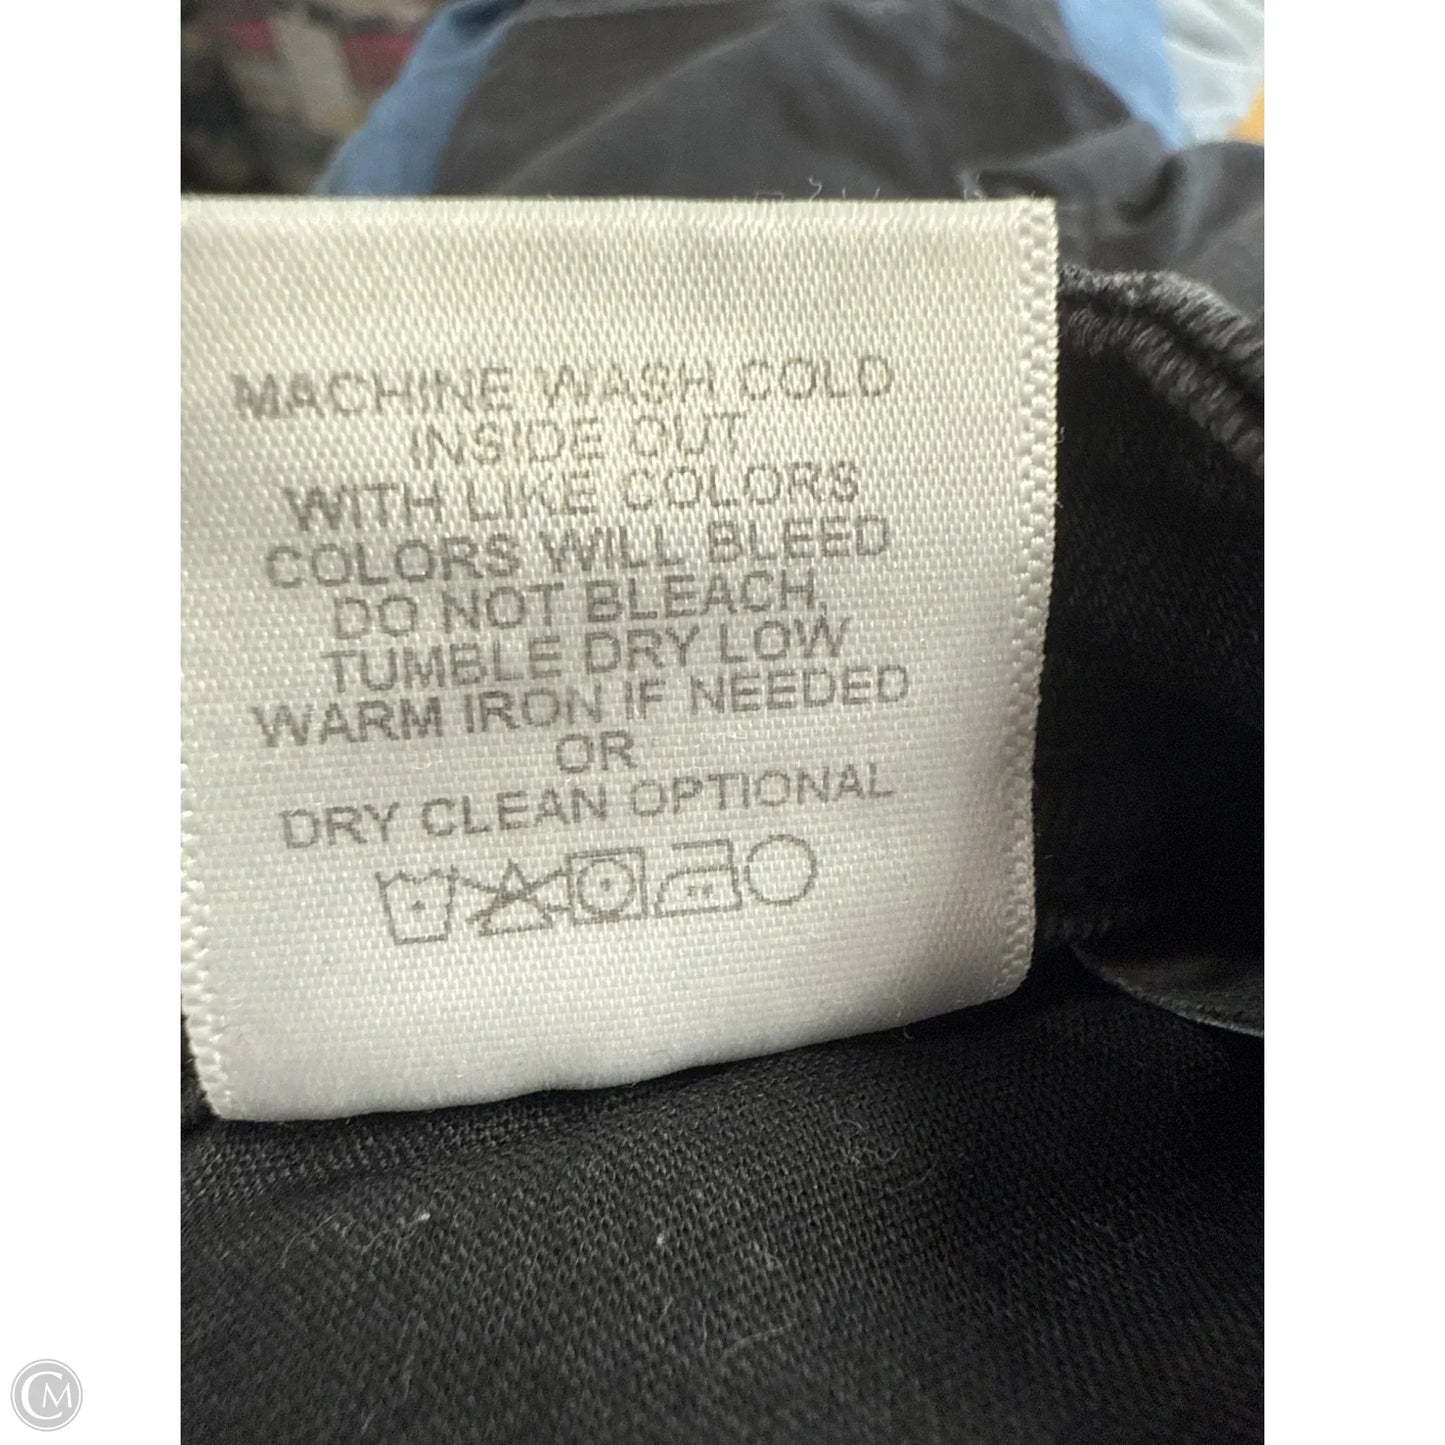 MACHINE WASH COLD
INSIDE OUT
WITH LIKE COLORS
COLORS WILL BLEED
DO NOT BLEACH,
TUMBLE DRY LOW
WARM IRON IF NEEDED
OR
DRY CLEAN OPTIONAL
CM